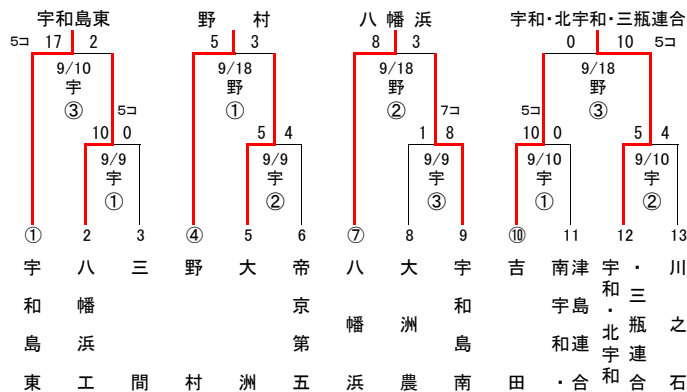 宇和島東 野村 八幡浜 宇和・北宇和・三瓶連合
5コ 17 2 5 3 8 3 0 10 5コ
9/10 9/18 9/18 9/18
宇 野 野 野
③ ① ② ③
5コ 7コ 5コ
10 0 5 4 1 8 10 0 5 4
9/9 9/9 9/9 9/10 9/10
宇 宇 宇 宇 宇
① ② ③ ① ②
① 2 3 ④ 5 6 ⑦ 8 9 ⑩ 11 12 13
宇和島東
八幡浜工
三間
野村
大洲
帝京第五
八幡浜
大洲農
宇和島南
吉田
南宇和・
津島連合
宇和・北宇和
・三瓶連合
川之石